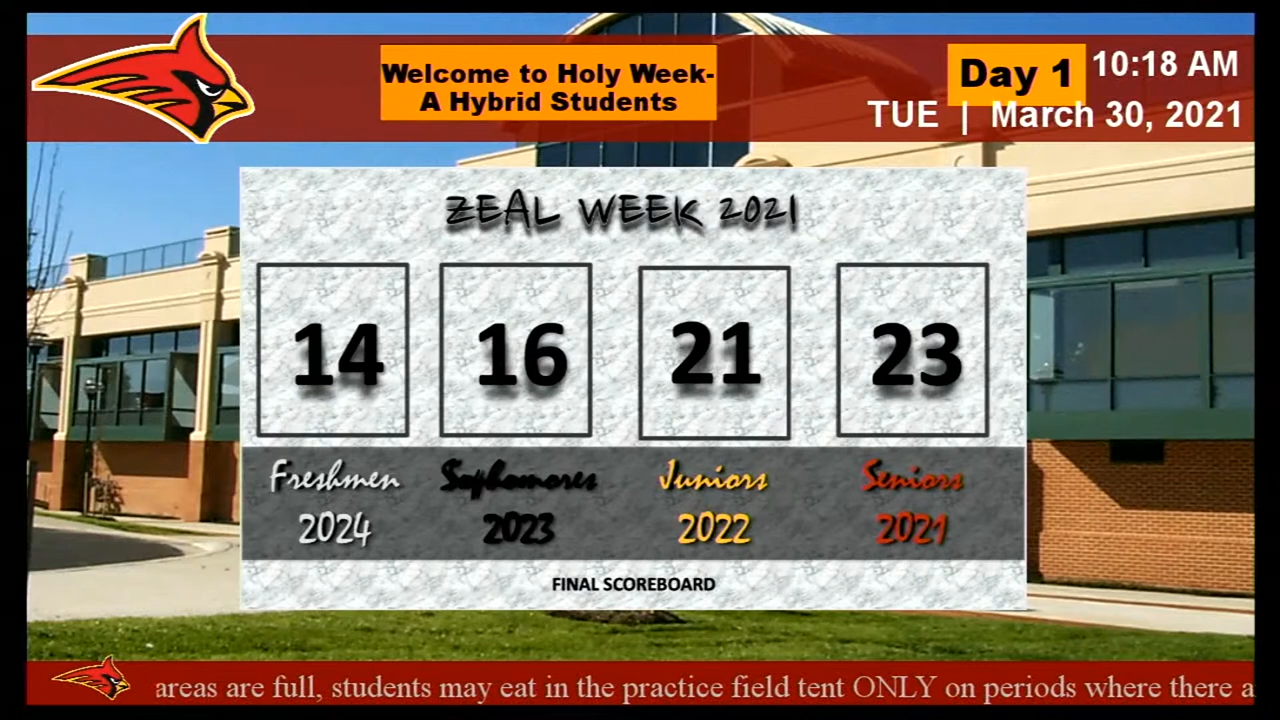 Welcome to Holy Week-
A Hybrid Students
Day 1
10:18 AM
TUE | March 30, 2021
ZEAL WEEK 2021
14 16 21 23
Freshmen Sophomores Juniors Seniors
2024 2023 2022 2021
FINAL SCOREBOARD
areas are full, students may eat in the practice field tent ONLY on periods where there a